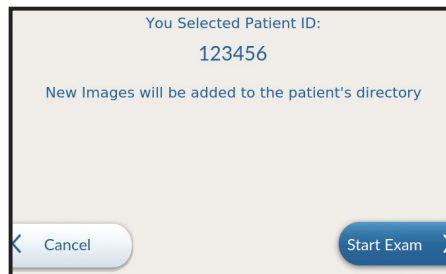 You Selected Patient ID:
123456
New Images will be added to the patient's directory
Cancel
Start Exam